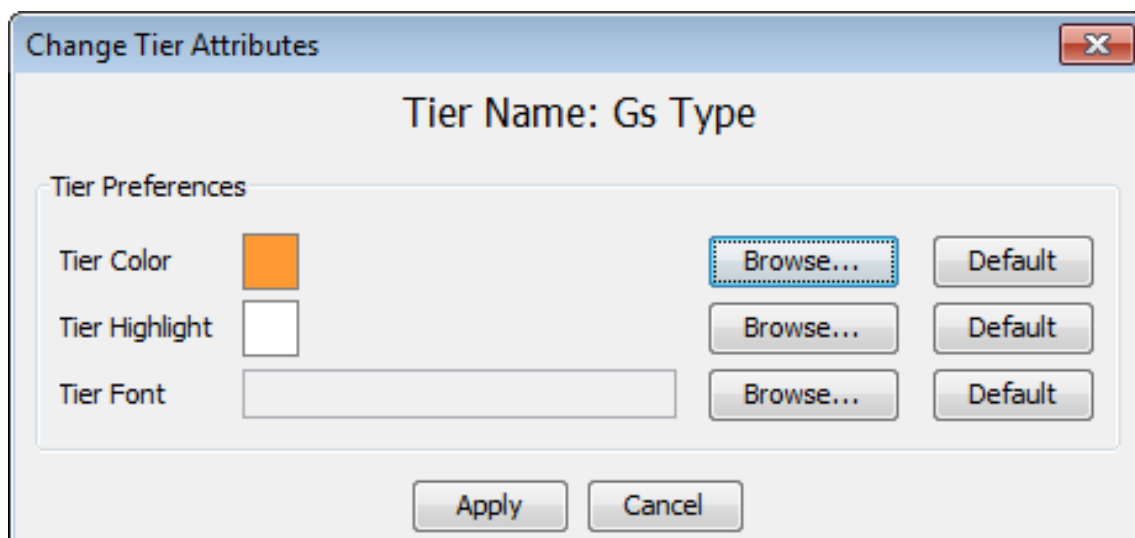 Change Tier Attributes
Tier Name: Gs Type
Tier Preferences
Tier Color Browse... Default
Tier Highlight Browse... Default
Tier Font Browse... Default
Apply Cancel